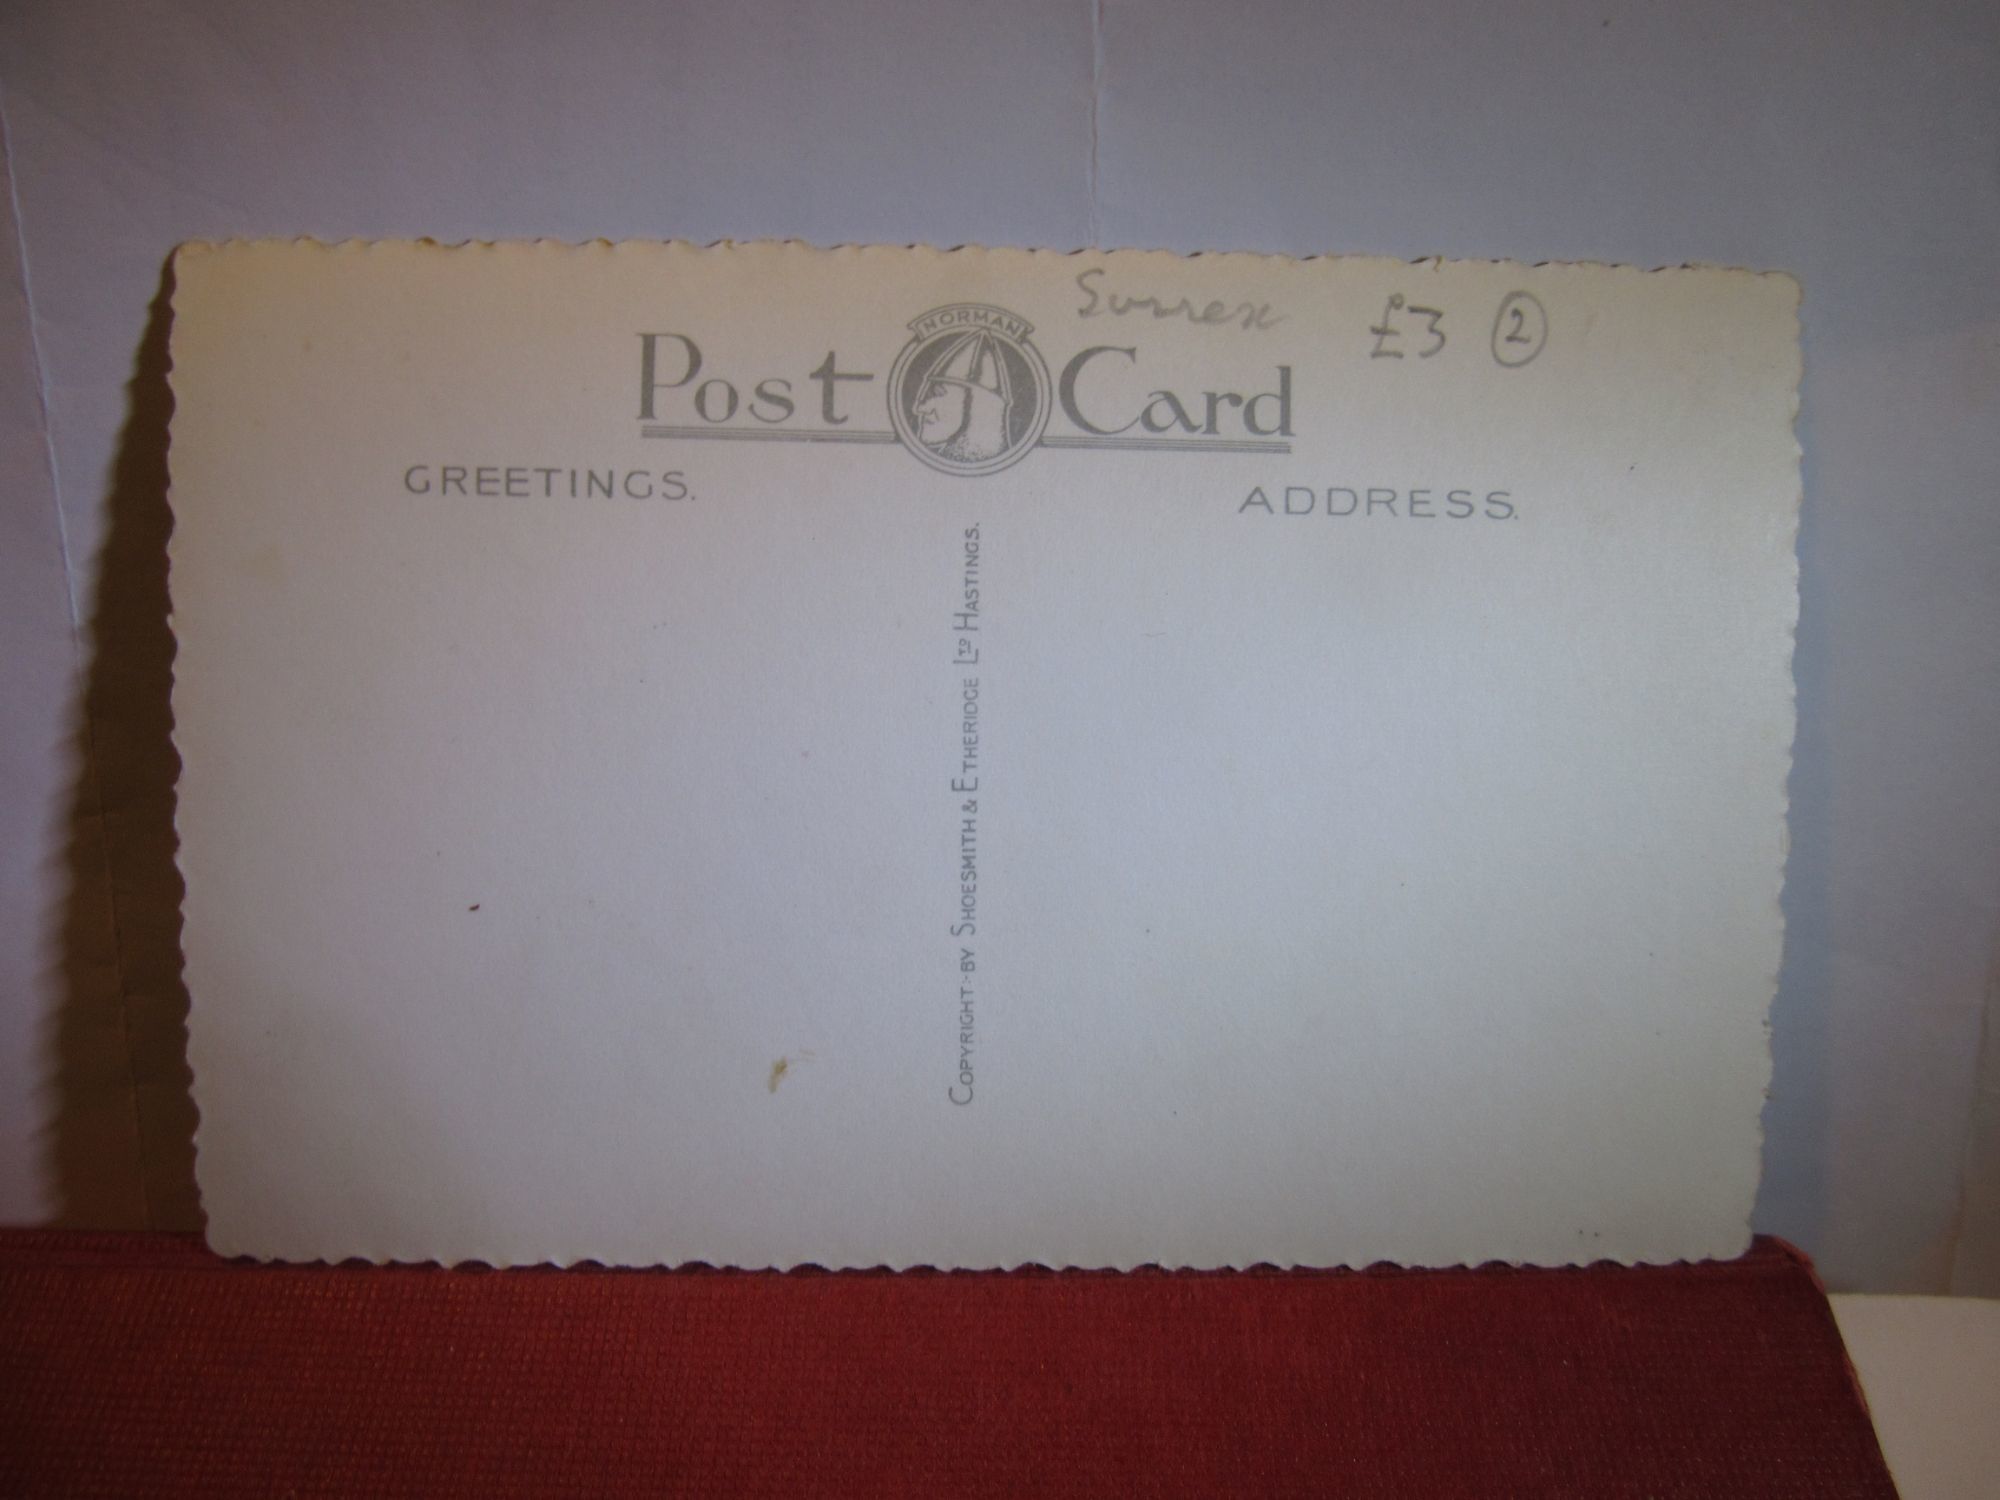 Sussex £3 2
NORMAN
Post Card
GREETINGS.
ADDRESS.
COPYRIGHT:- BY SHOESMITH & ETHERIDGE LTD HASTINGS.